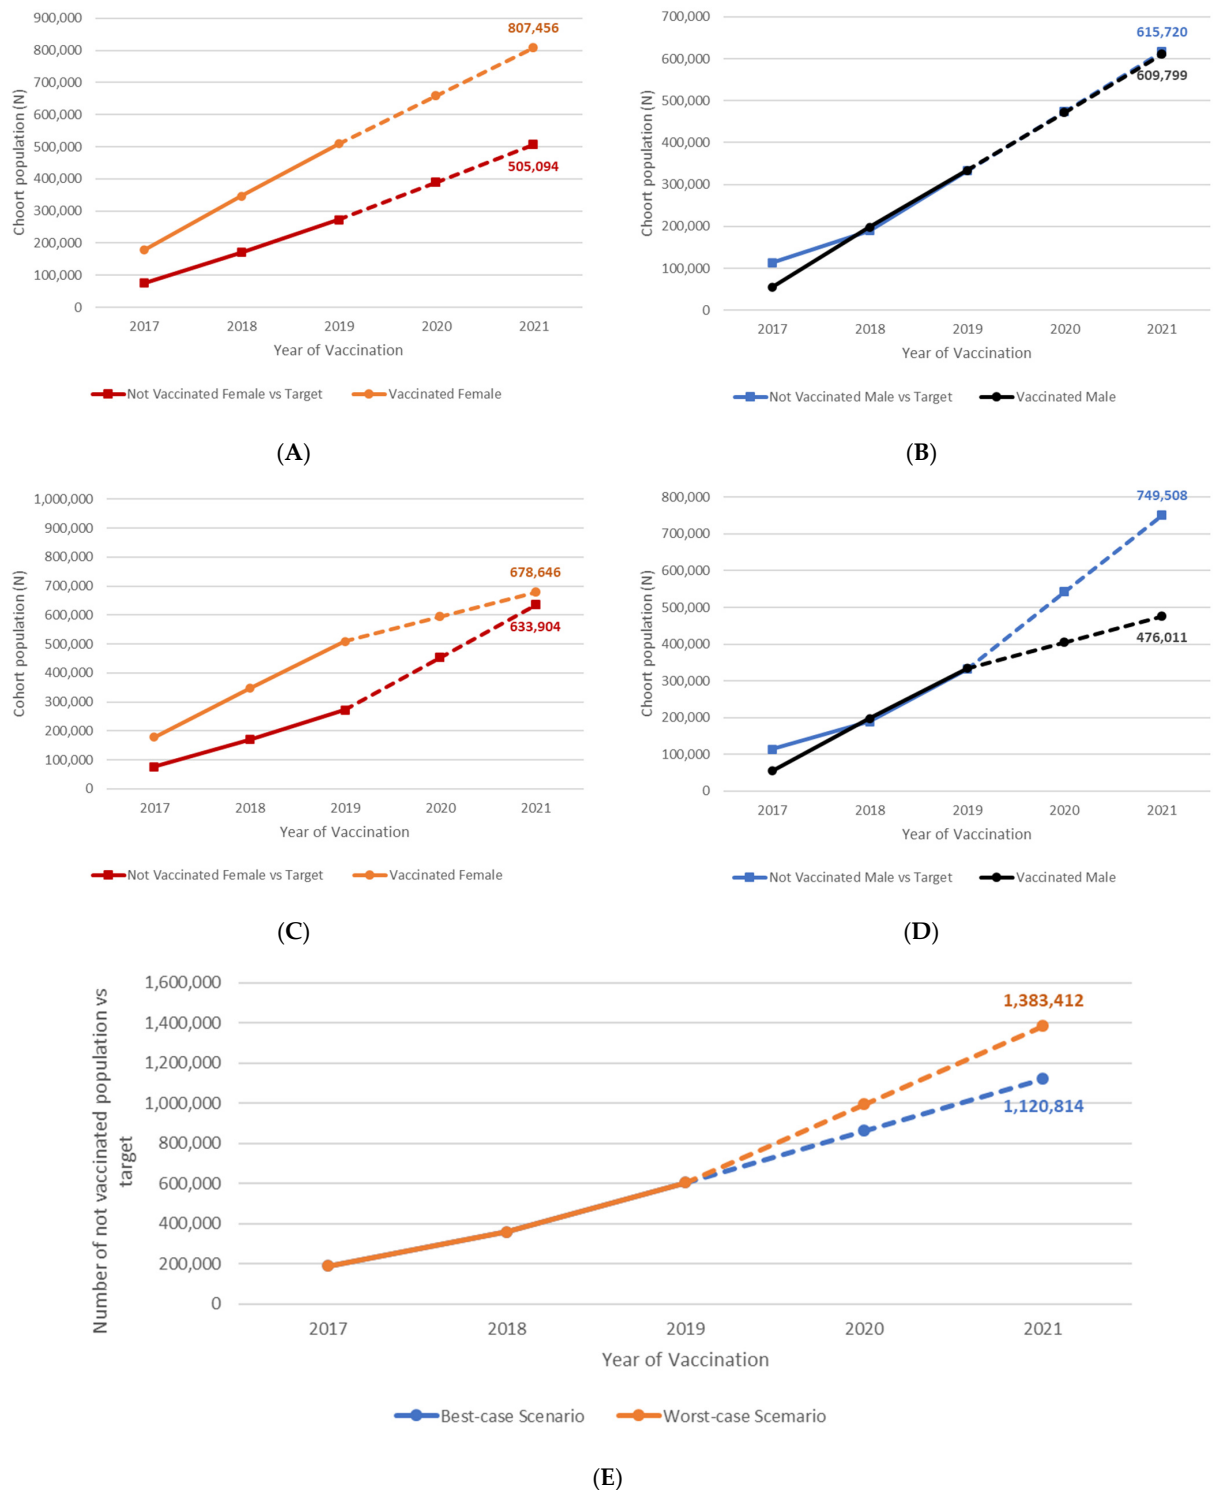 900,000
800,000
700,000
600,000
500,000
400,000
300,000
200,000
100,000
0
Choort population (N)
807,456
505,094
2017 2018 2019 2020 2021
Year of Vaccination
Not Vaccinated Female vs Target Vaccinated Female
(A)
700,000
600,000
500,000
400,000
300,000
200,000
100,000
0
Choort population (N)
615,720
609,799
2017 2018 2019 2020 2021
Year of Vaccination
Not Vaccinated Male vs Target Vaccinated Male
(B)
1,000,000
900,000
800,000
700,000
600,000
500,000
400,000
300,000
200,000
100,000
0
Cohort population (N)
678,646
633,904
2017 2018 2019 2020 2021
Year of Vaccination
Not Vaccinated Female vs Target Vaccinated Female
(C)
800,000
700,000
600,000
500,000
400,000
300,000
200,000
100,000
0
Choort population (N)
749,508
476,011
2017 2018 2019 2020 2021
Year of Vaccination
Not Vaccinated Male vs Target Vaccinated Male
(D)
1,600,000
1,400,000
1,200,000
1,000,000
800,000
600,000
400,000
200,000
0
Number of not vaccinated population vs
target
1,383,412
1,120,814
2017 2018 2019 2020 2021
Year of Vaccination
Best-case Scenario Worst-case Scemario
(E)